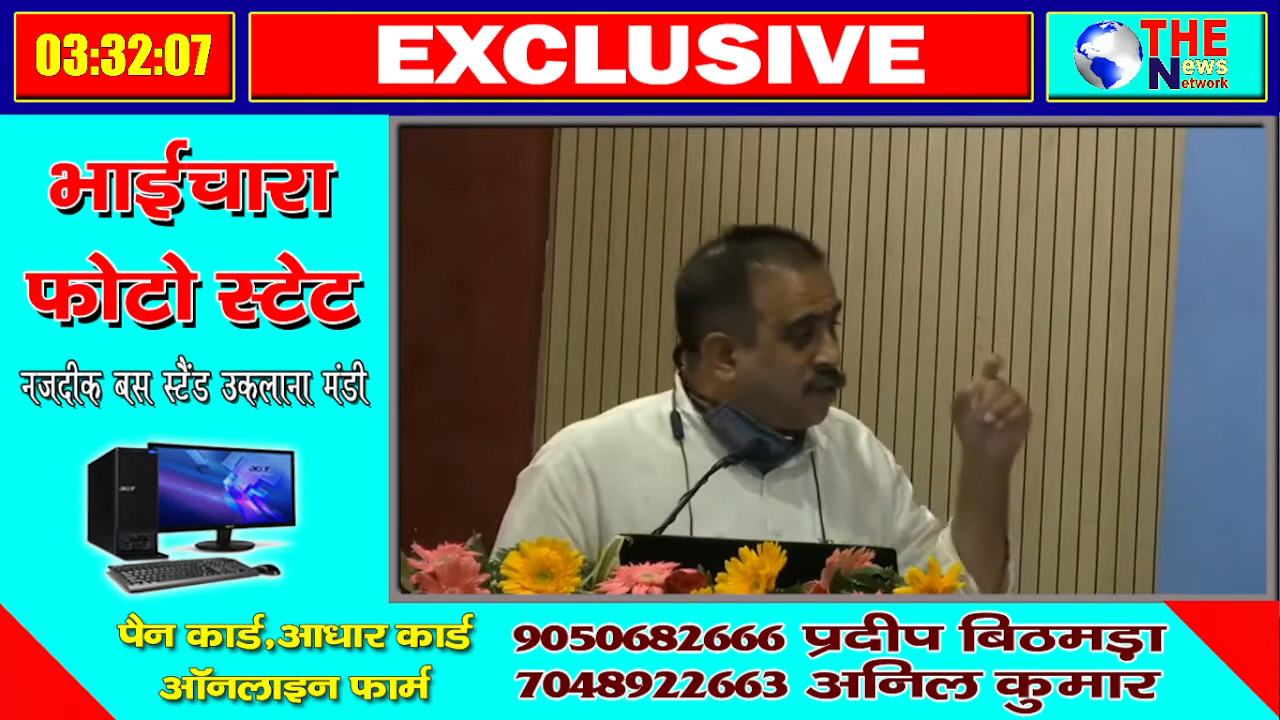 03:32:07
EXCLUSIVE
THE
News
Network
भाईचारा
फोटो स्टेट
नजदीक बस स्टैंड उकलाना मंडी
acer
acer
पैन कार्ड,आधार कार्ड
ऑनलाइन फार्म
9050682666 प्रदीप बिठमड़ा
7048922663 अनिल कुमार